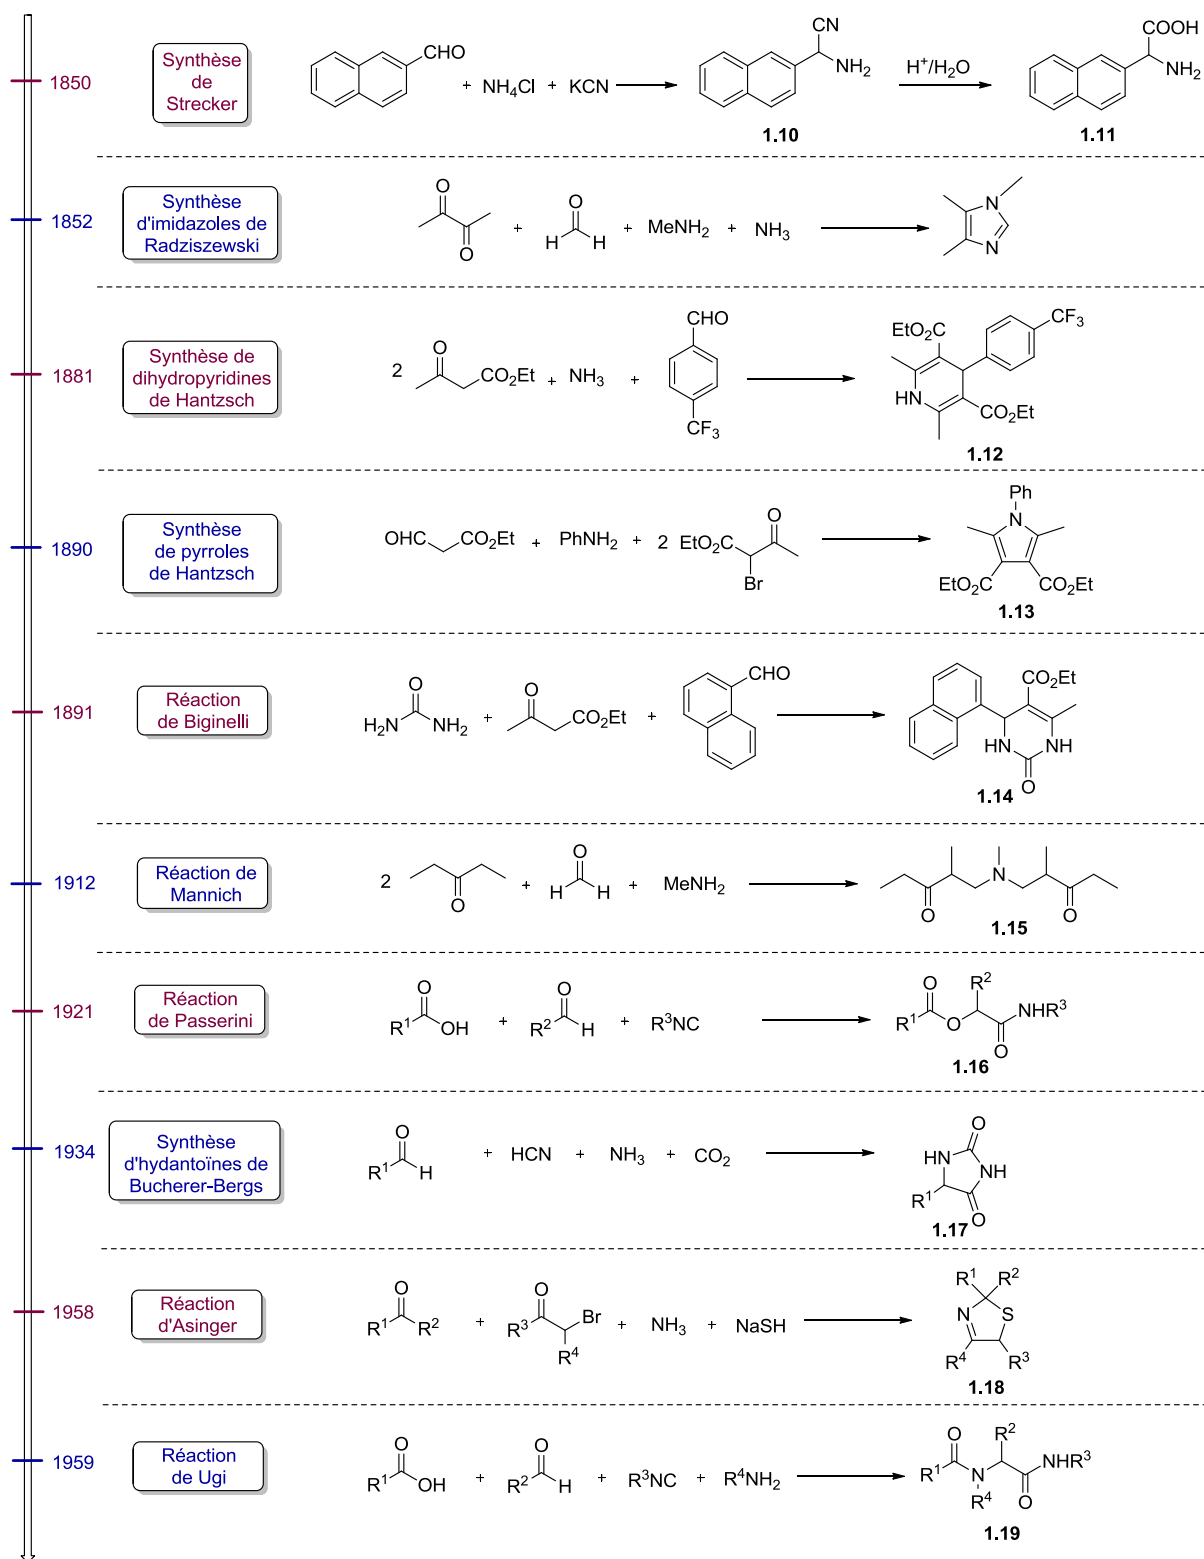 1850
Synthèse
de
Strecker
CHO
+ NH₄Cl + KCN
CN
NH₂
1.10
H⁺/H₂O
COOH
NH₂
1.11
1852
Synthèse
d'imidazoles de
Radziszewski
O
O
+
O
H H
+ MeNH₂ + NH₃
N
N
1881
Synthèse de
dihydropyridines
de Hantzsch
2
O
CO₂Et
+ NH₃ +
CHO
CF₃
EtO₂C
CF₃
HN
CO₂Et
1.12
1890
Synthèse
de pyrroles
de Hantzsch
OHC CO₂Et + PhNH₂ + 2
EtO₂C
O
Br
Ph
N
EtO₂C CO₂Et
1.13
1891
Réaction
de Biginelli
O
H₂N NH₂
+
O
CO₂Et
+
CHO
CO₂Et
HN NH
O
1.14
1912
Réaction de
Mannich
2
O
+
O
H H
+ MeNH₂
N
O O
1.15
1921
Réaction
de Passerini
O
R¹ OH
+
O
R² H
+ R³NC
O R²
R¹ O NHR³
O
1.16
1934
Synthèse
d'hydantoïnes de
Bucherer-Bergs
O
R¹ H
+ HCN + NH₃ + CO₂
O
HN NH
R¹
O
1.17
1958
Réaction
d'Asinger
O
R¹ R²
+
O
R³ Br
R⁴
+ NH₃ + NaSH
R¹ R²
N S
R⁴ R³
1.18
1959
Réaction
de Ugi
O
R¹ OH
+
O
R² H
+ R³NC + R⁴NH₂
O R²
R¹ N NHR³
R⁴ O
1.19